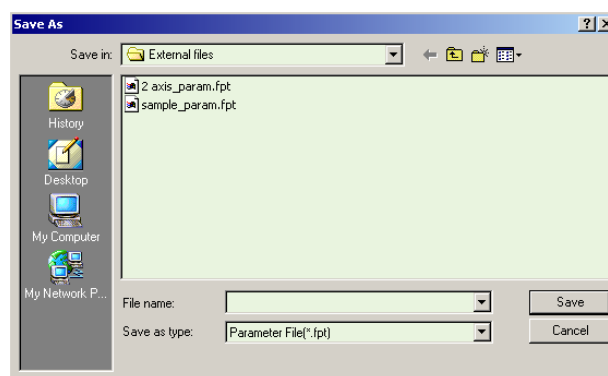 Save As
Save in: External files
2 axis_param.fpt
sample_param.fpt
History
Desktop
My Computer
My Network P...
File name:
Save
Save as type: Parameter File(*.fpt)
Cancel